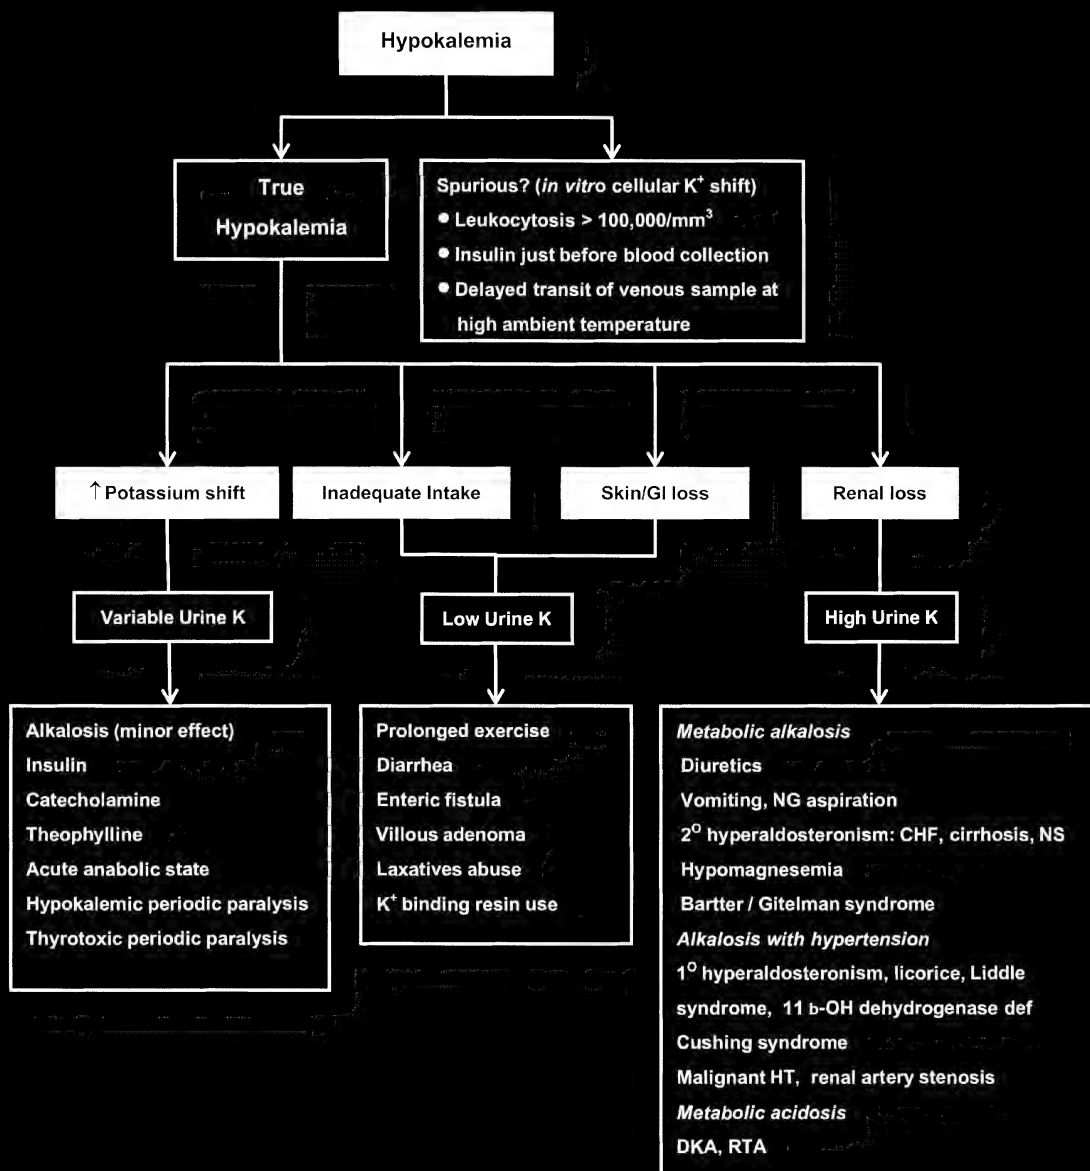 Hypokalemia
True
Hypokalemia
Spurious? (in vitro cellular K⁺ shift)
● Leukocytosis > 100,000/mm³
● Insulin just before blood collection
● Delayed transit of venous sample at
high ambient temperature
↑Potassium shift
Inadequate Intake
Skin/GI loss
Renal loss
Variable Urine K
Low Urine K
High Urine K
Alkalosis (minor effect)
Insulin
Catecholamine
Theophylline
Acute anabolic state
Hypokalemic periodic paralysis
Thyrotoxic periodic paralysis
Prolonged exercise
Diarrhea
Enteric fistula
Villous adenoma
Laxatives abuse
K⁺ binding resin use
Metabolic alkalosis
Diuretics
Vomiting, NG aspiration
2° hyperaldosteronism: CHF, cirrhosis, NS
Hypomagnesemia
Bartter / Gitelman syndrome
Alkalosis with hypertension
1° hyperaldosteronism, licorice, Liddle
syndrome, 11 b-OH dehydrogenase def
Cushing syndrome
Malignant HT, renal artery stenosis
Metabolic acidosis
DKA, RTA